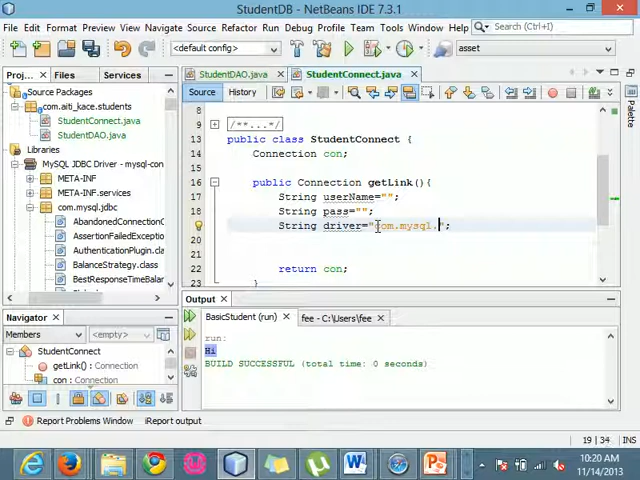 StudentDB - NetBeans IDE 7.3.1
File Edit Format View Navigate Source Refactor Run Debug Profile Team Tools Window Help
Search (Ctrl+I)
<default config>
asset
Proj... Files Services
StudentDAO.java StudentConnect.java
Source History
Source Packages
com.aiti_kace.students
StudentConnect.java
StudentDAO.java
Libraries
MySQL JDBC Driver - mysql-con
META-INF
META-INF.services
com.mysql.jdbc
AbandonedConnection
AssertionFailedException
AuthenticationPlugin.cla
BalanceStrategy.class
BestResponseTimeBalan
8
9 /**...*/
13 public class StudentConnect {
14 Connection con;
15
16 public Connection getLink(){
17 String userName="";
18 String pass="";
String driver="com.mysql.";
20
21
22 return con;
23 }
Palette
Navigator
Members <empty>
StudentConnect
getLink() : Connection
con : Connection
Output
BasicStudent (run) fee - C:\Users\fee
run:
Hi
BUILD SUCCESSFUL (total time: 0 seconds)
Report Problems Window IReport output
19 | 34 INS
10:20 AM
11/14/2013